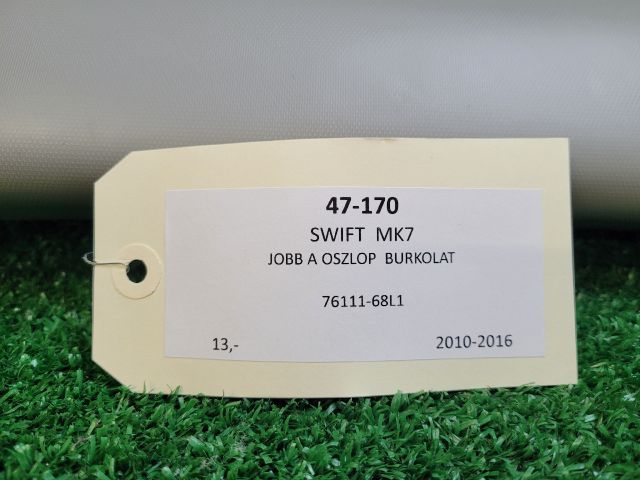 47-170
SWIFT MK7
JOBB A OSZLOP BURKOLAT
76111-68L1
13,- 2010-2016